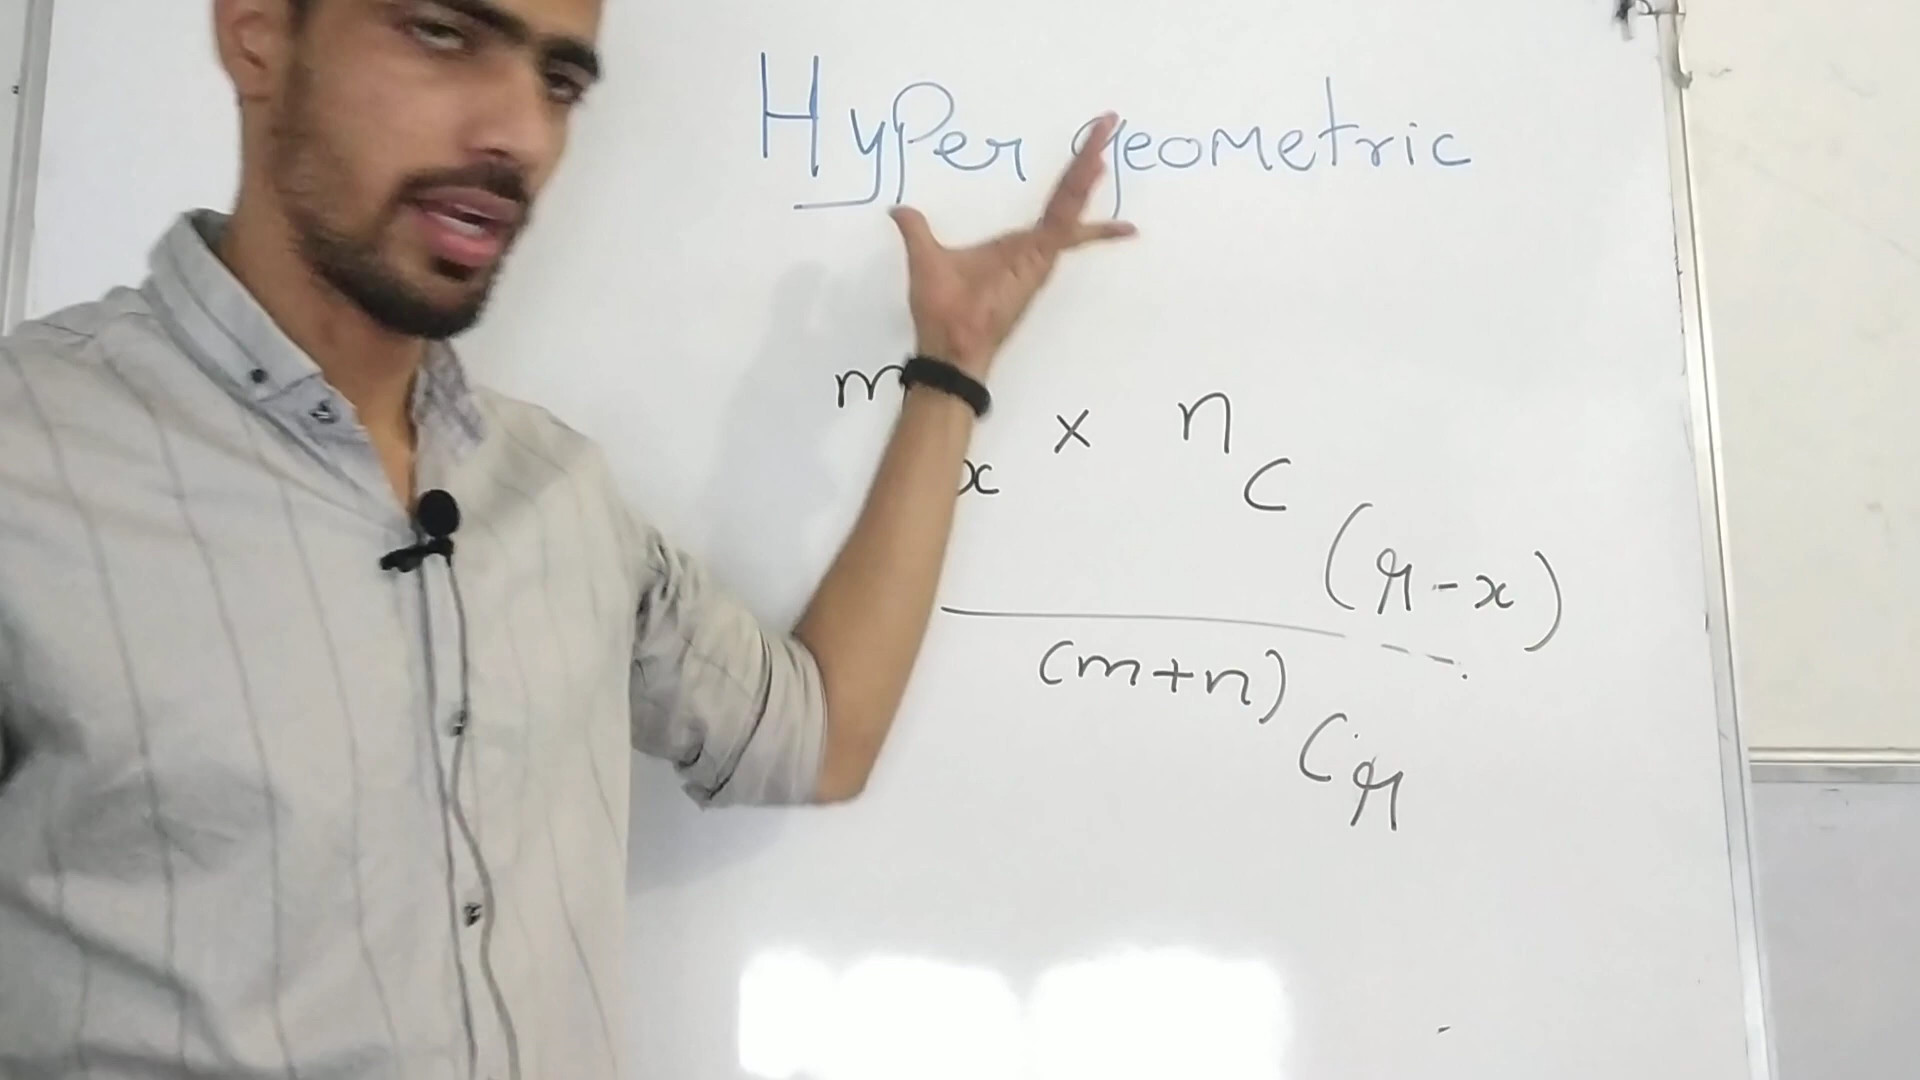 Hyper geometric
m x × n C (r-x)
(m+n) C r